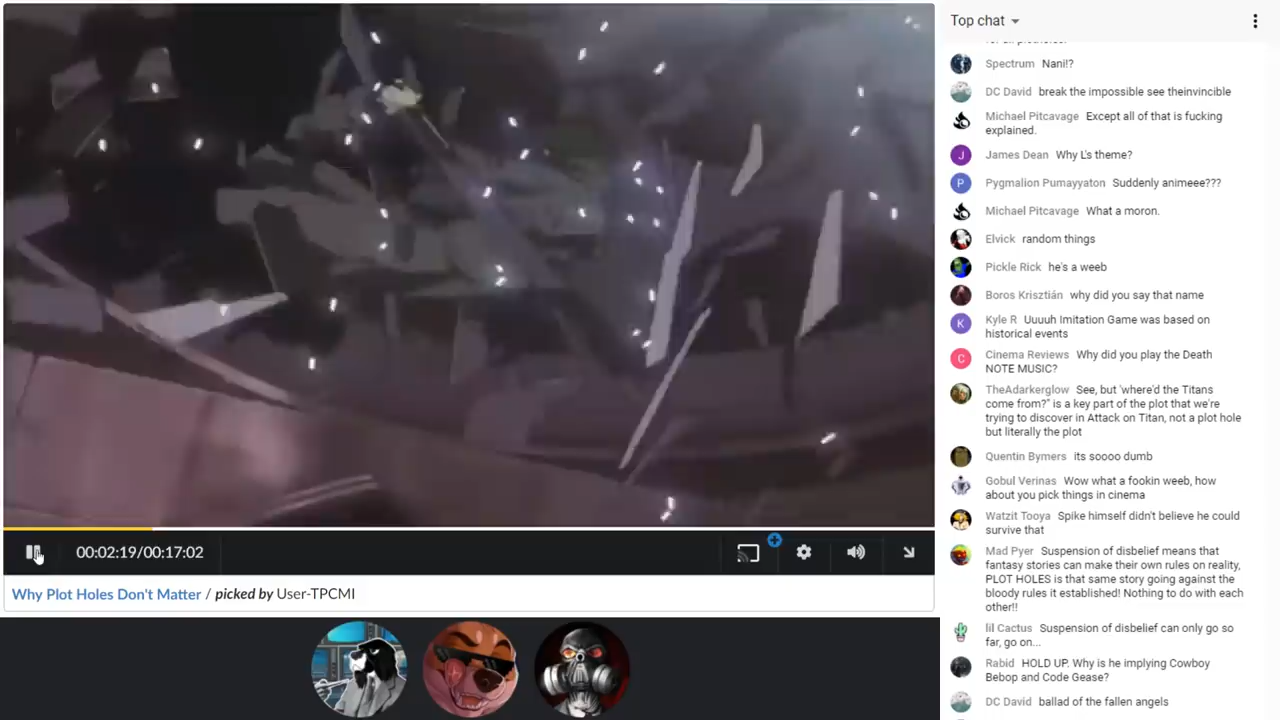 Top chat
Spectrum Nani!?
DC David break the impossible see theinvincible
Michael Pitcavage Except all of that is fucking
explained.
James Dean Why L's theme?
Pygmalion Pumayyaton Suddenly animeee???
Michael Pitcavage What a moron.
Elvick random things
Pickle Rick he's a weeb
Boros Krisztián why did you say that name
Kyle R Uuuuh Imitation Game was based on
historical events
Cinema Reviews Why did you play the Death
NOTE MUSIC?
TheAdarkerglow See, but 'where'd the Titans
come from?" is a key part of the plot that we're
trying to discover in Attack on Titan, not a plot hole
but literally the plot
Quentin Bymers its soooo dumb
Gobul Verinas Wow what a fookin weeb, how
about you pick things in cinema
Watzit Tooya Spike himself didn't believe he could
survive that
Mad Pyer Suspension of disbelief means that
fantasy stories can make their own rules on reality,
PLOT HOLES is that same story going against the
bloody rules it established! Nothing to do with each
other!!
lil Cactus Suspension of disbelief can only go so
far, go on...
Rabid HOLD UP. Why is he implying Cowboy
Bebop and Code Gease?
DC David ballad of the fallen angels
J
P
K
C
00:02:19/00:17:02
Why Plot Holes Don't Matter / picked by User-TPCMI